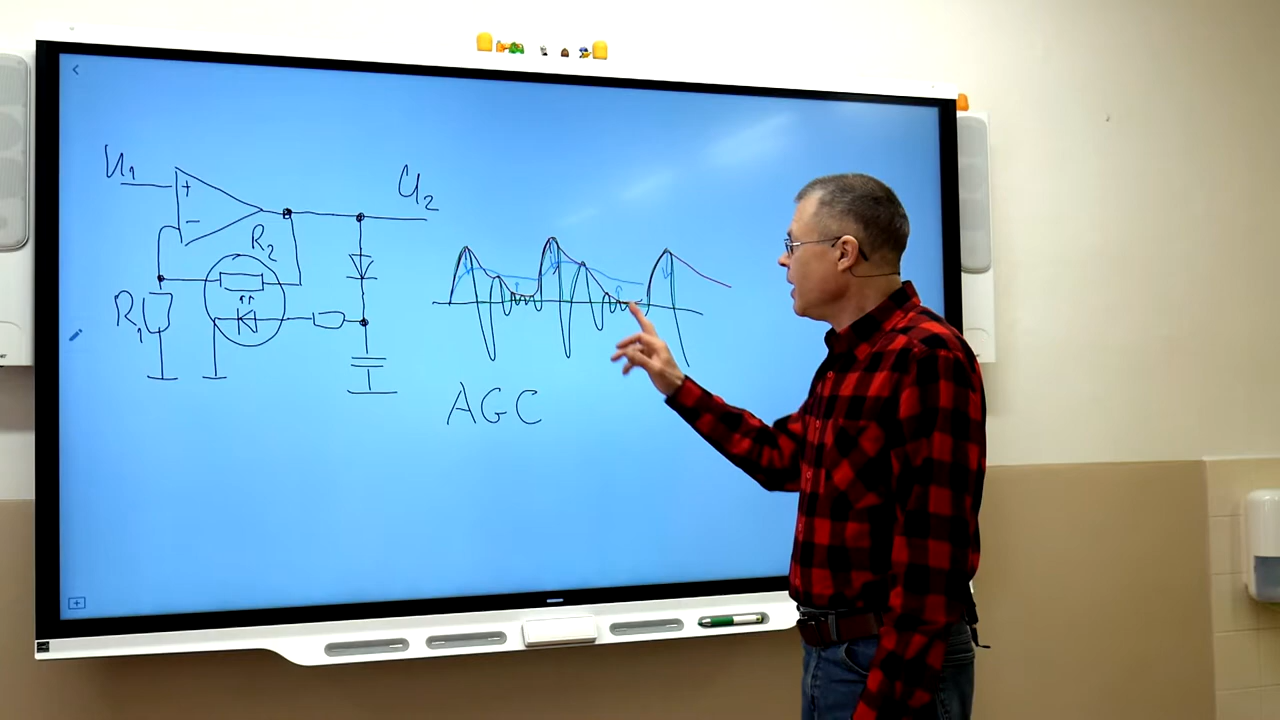 U₁
+
−
U₂
R₂
R₁
AGC